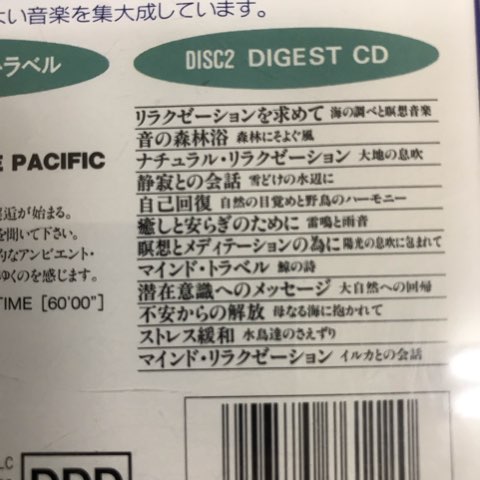 よい音楽を集大成しています。
トラベル
DISC2 DIGEST CD
リラクゼーションを求めて 海の調べと瞑想音楽
音の森林浴 森林にそよぐ風
ナチュラル・リラクゼーション 大地の息吹
静寂との会話 雪どけの水辺に
自己回復 自然の目覚めと野鳥のハーモニー
癒しと安らぎのために 雷鳴と雨音
瞑想とメディテーションの為に 陽光の息吹に包まれて
マインド・トラベル 鯨の詩
潜在意識へのメッセージ 大自然への回帰
不安からの解放 母なる海に抱かれて
ストレス緩和 水鳥達のさえずり
マインド・リラクゼーション イルカとの会話
E PACIFIC
邂逅が始まる。
を聞いて下さい。
的なアンビエント・
ゆくのを感じます。
TIME [60'00"]
LC
DDD